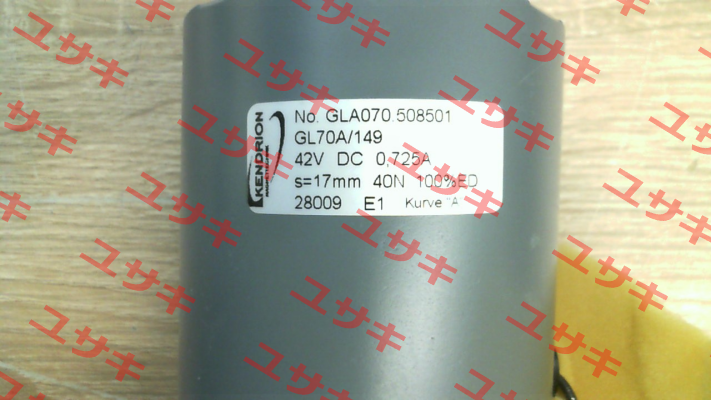 KENDRION
No. GLA070.508501
GL70A/149
42V DC 0,725A
s=17mm 40N 100%ED
28009 E1 Kurve "A
ユサキ